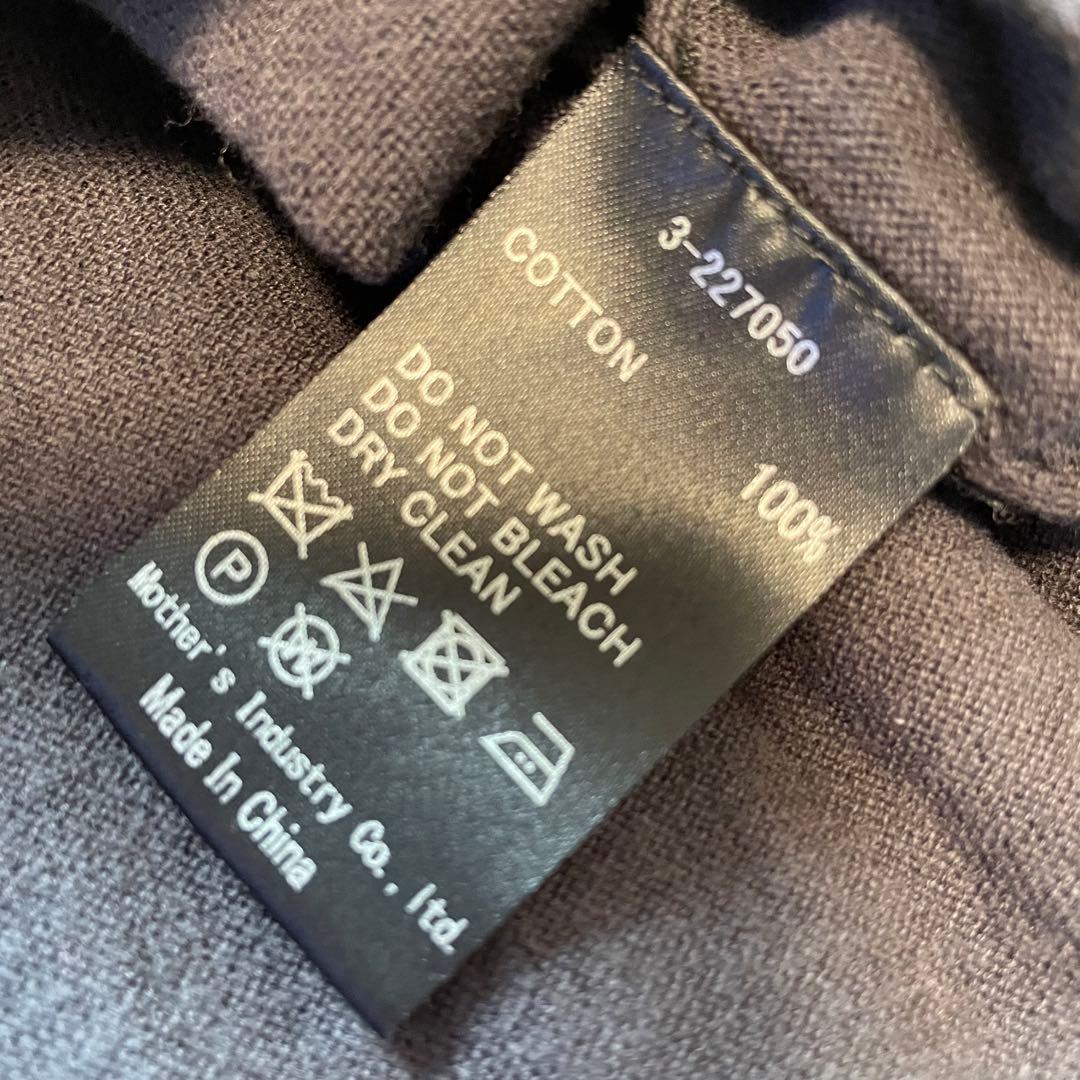 3-227050
COTTON 100%
DO NOT WASH
DO NOT BLEACH
DRY CLEAN
P W
Mother's Industry Co., ltd.
Made In China